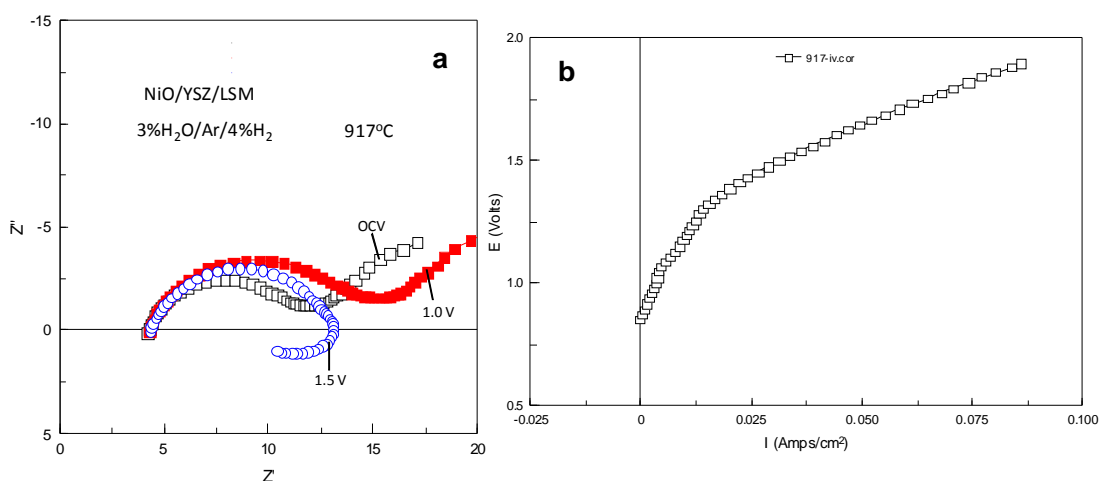 -15
a
NiO/YSZ/LSM
3%H₂O/Ar/4%H₂
917°C
-10
Z''
-5
OCV
1.0 V
0
1.5 V
5
0
5
10
15
20
Z'
2.0
b
917-iv.cor
1.5
E (Volts)
1.0
0.5
-0.025
0
0.025
0.050
0.075
0.100
I (Amps/cm²)